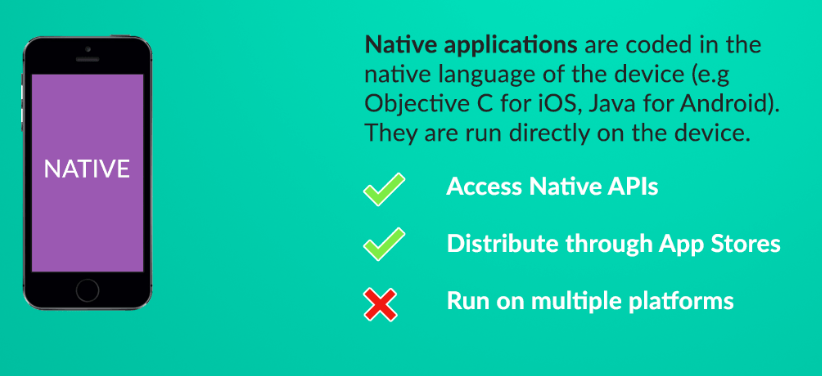 NATIVE
Native applications are coded in the
native language of the device (e.g
Objective C for iOS, Java for Android).
They are run directly on the device.
Access Native APIs
Distribute through App Stores
Run on multiple platforms